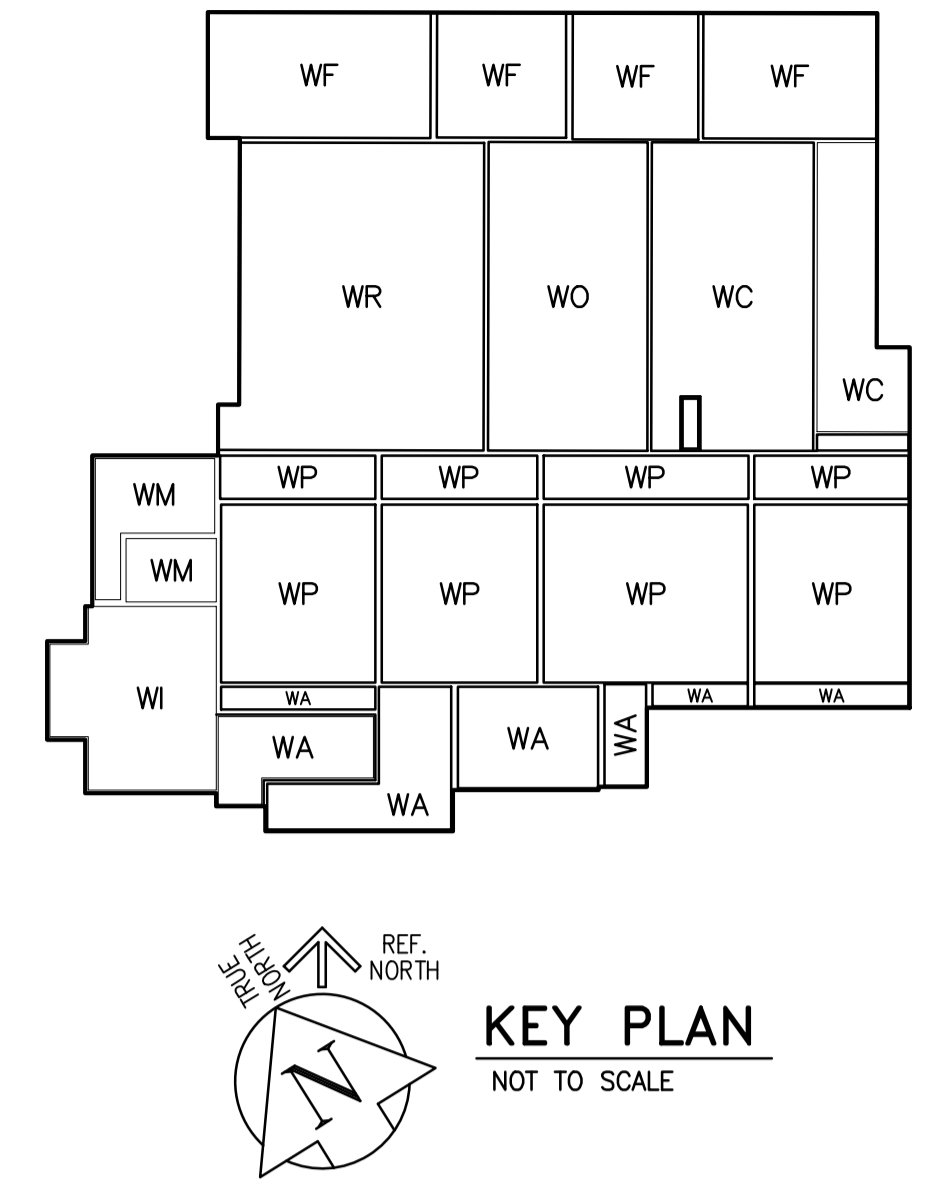 WF WF WF WF
WR WO WC
WC
WP WP WP WP
WM
WM
WP WP WP WP
WI
WA WA WA
WA WA WA
WA
TRUE
NORTH
REF.
NORTH
N
KEY PLAN
NOT TO SCALE